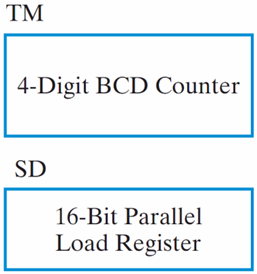 TM
4-Digit BCD Counter
SD
16-Bit Parallel
Load Register